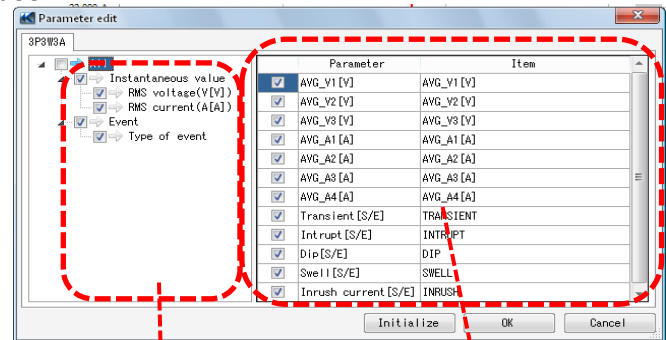 Parameter edit
3P3W3A
Instantaneous value
RMS voltage(V[V])
RMS current(A[A])
Event
Type of event
Parameter Item
AVG_V1[V] AVG_V1[V]
AVG_V2[V] AVG_V2[V]
AVG_V3[V] AVG_V3[V]
AVG_A1[A] AVG_A1[A]
AVG_A2[A] AVG_A2[A]
AVG_A3[A] AVG_A3[A]
AVG_A4[A] AVG_A4[A]
Transient[S/E] TRANSIENT
Intrupt[S/E] INTRUPT
Dip[S/E] DIP
Swell[S/E] SWELL
Inrush current[S/E] INRUSH
Initialize OK Cancel